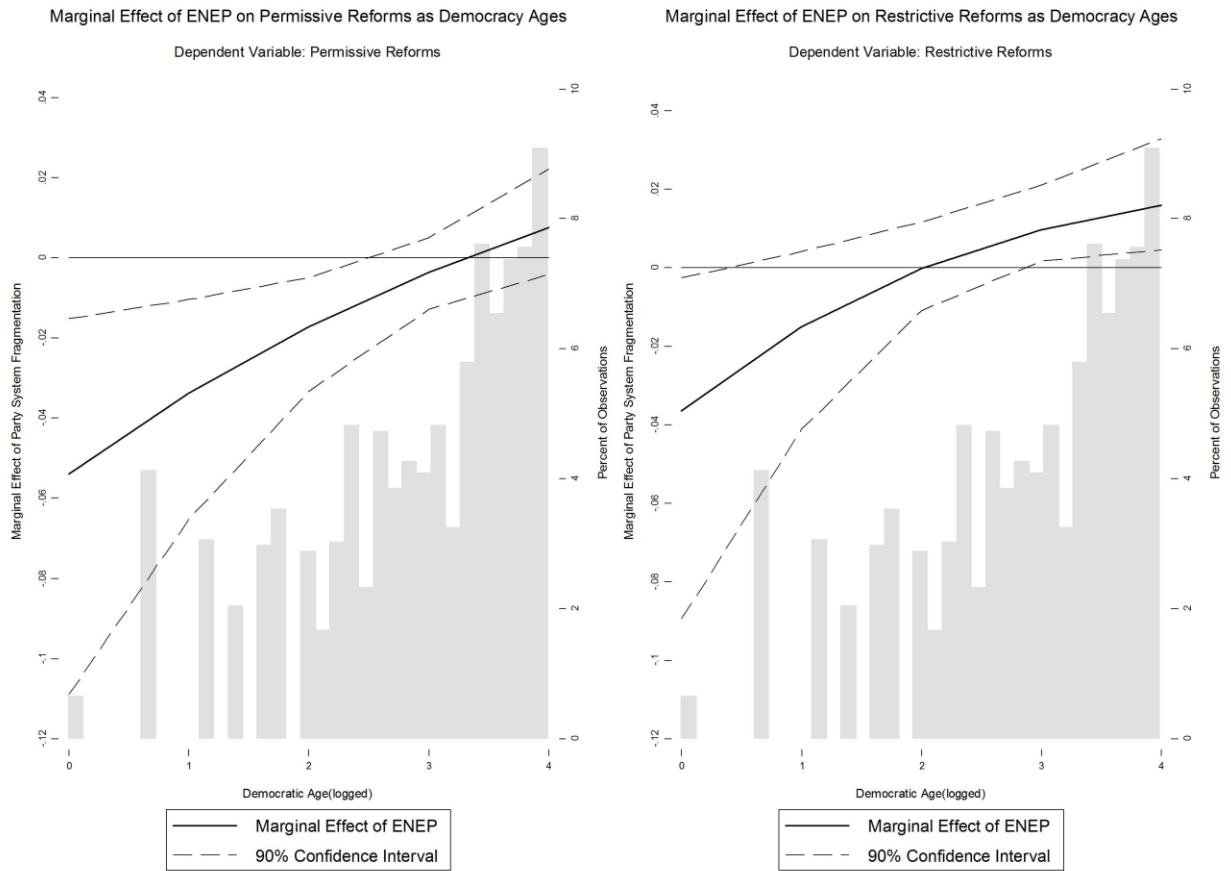 Marginal Effect of ENEP on Permissive Reforms as Democracy Ages
Dependent Variable: Permissive Reforms
Marginal Effect of Party System Fragmentation
.04
.02
0
-.02
-.04
-.06
-.08
-.1
-.12
10
8
6
4
2
0
Percent of Observations
0 1 2 3 4
Democratic Age(logged)
Marginal Effect of ENEP
90% Confidence Interval
Marginal Effect of ENEP on Restrictive Reforms as Democracy Ages
Dependent Variable: Restrictive Reforms
Marginal Effect of Party System Fragmentation
.04
.02
0
-.02
-.04
-.06
-.08
-.1
-.12
10
8
6
4
2
0
Percent of Observations
0 1 2 3 4
Democratic Age(logged)
Marginal Effect of ENEP
90% Confidence Interval